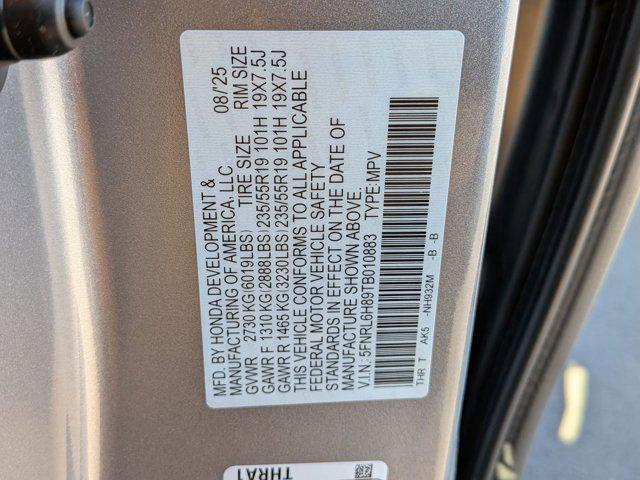 MFD. BY HONDA DEVELOPMENT & 08/'25
MANUFACTURING OF AMERICA, LLC
GVWR 2730 KG(6019LBS) TIRE SIZE RIM SIZE
GAWR F 1310 KG(2888LBS) 235/55R19 101H 19X7.5J
GAWR R 1465 KG(3230LBS) 235/55R19 101H 19X7.5J
THIS VEHICLE CONFORMS TO ALL APPLICABLE
FEDERAL MOTOR VEHICLE SAFETY
STANDARDS IN EFFECT ON THE DATE OF
MANUFACTURE SHOWN ABOVE.
V.I.N.: 5FNRL6H69TB010883 TYPE:MPV
THR T AK5 -NH932M -B -B
THRA1